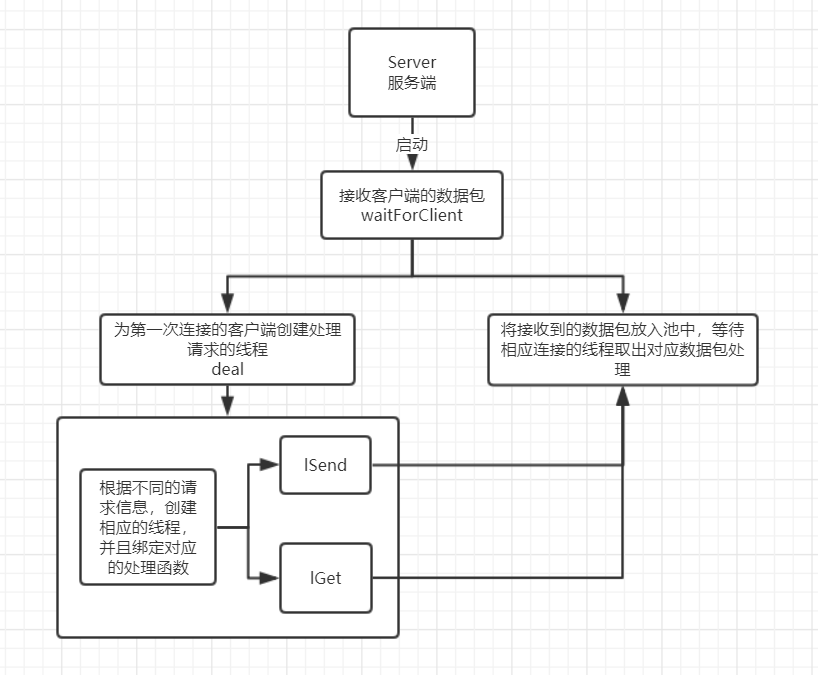 Server
服务端
启动
接收客户端的数据包
waitForClient
为第一次连接的客户端创建处理
请求的线程
deal
将接收到的数据包放入池中，等待
相应连接的线程取出对应数据包处
理
根据不同的请
求信息，创建
相应的线程，
并且绑定对应
的处理函数
lSend
lGet